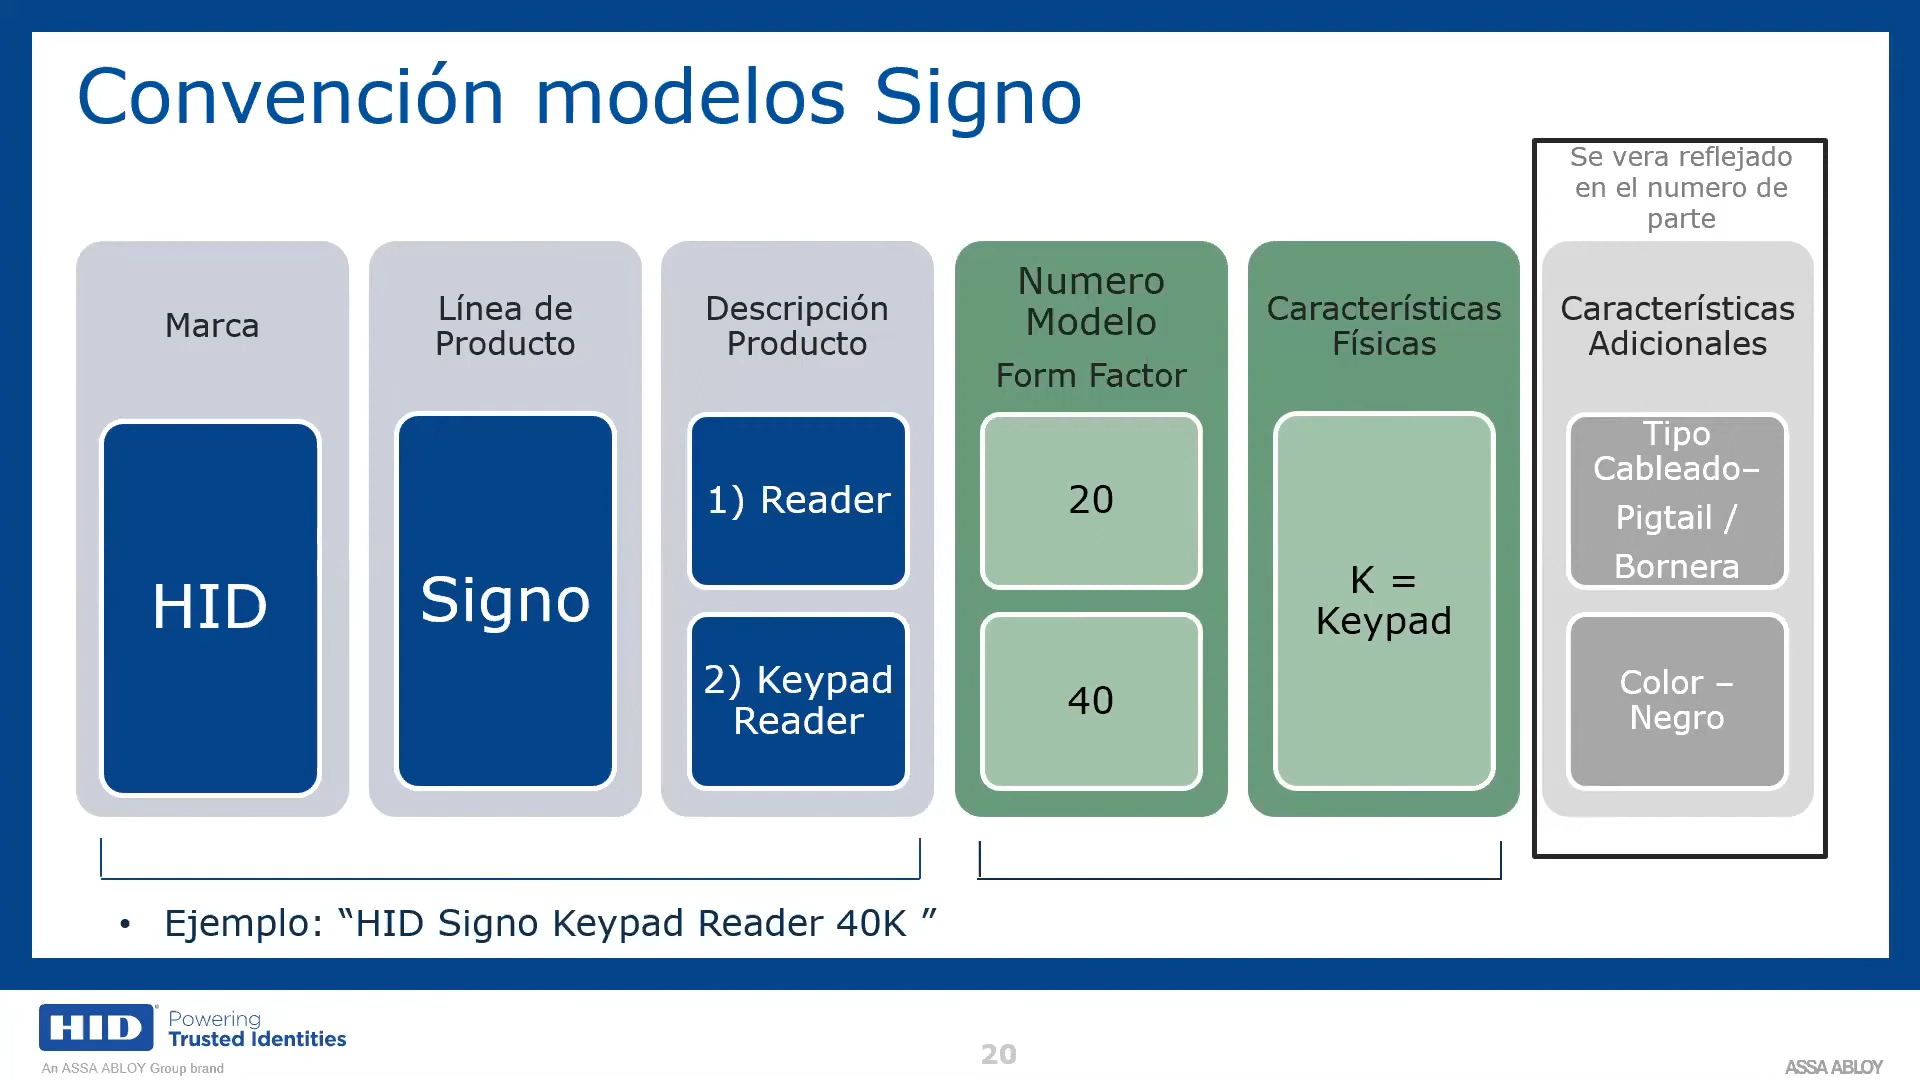 Convención modelos Signo
Se vera reflejado
en el numero de
parte
Marca
HID
Línea de
Producto
Signo
Descripción
Producto
1) Reader
2) Keypad
Reader
Numero
Modelo
Form Factor
20
40
Características
Físicas
K =
Keypad
Características
Adicionales
Tipo
Cableado–
Pigtail /
Bornera
Color –
Negro
• Ejemplo: “HID Signo Keypad Reader 40K ”
HID®
Powering
Trusted Identities
An ASSA ABLOY Group brand
20
ASSA ABLOY